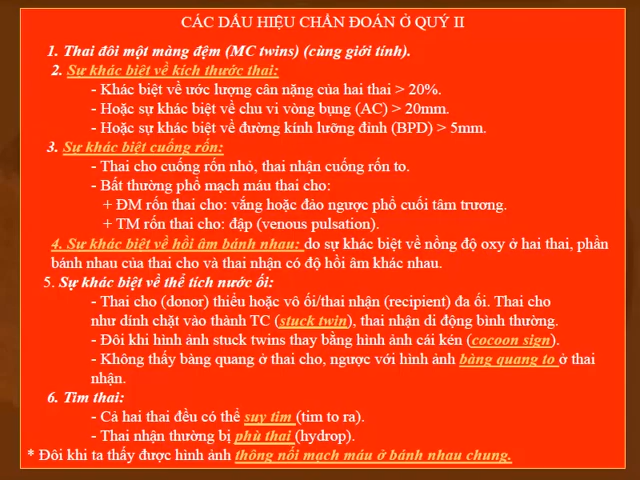 CÁC DẤU HIỆU CHẨN ĐOÁN Ở QUÝ II
1. Thai đôi một màng đệm (MC twins) (cùng giới tính).
2. Sự khác biệt về kích thước thai:
- Khác biệt về ước lượng cân nặng của hai thai > 20%.
- Hoặc sự khác biệt về chu vi vòng bụng (AC) > 20mm.
- Hoặc sự khác biệt về đường kính lưỡng đỉnh (BPD) > 5mm.
3. Sự khác biệt cuống rốn:
- Thai cho cuống rốn nhỏ, thai nhận cuống rốn to.
- Bất thường phổ mạch máu thai cho:
+ ĐM rốn thai cho: vắng hoặc đảo ngược phổ cuối tâm trương.
+ TM rốn thai cho: đập (venous pulsation).
4. Sự khác biệt về hồi âm bánh nhau: do sự khác biệt về nồng độ oxy ở hai thai, phần
bánh nhau của thai cho và thai nhận có độ hồi âm khác nhau.
5. Sự khác biệt về thể tích nước ối:
- Thai cho (donor) thiểu hoặc vô ối/thai nhận (recipient) đa ối. Thai cho
như dính chặt vào thành TC (stuck twin), thai nhận di động bình thường.
- Đôi khi hình ảnh stuck twins thay bằng hình ảnh cái kén (cocoon sign).
- Không thấy bàng quang ở thai cho, ngược với hình ảnh bàng quang to ở thai
nhận.
6. Tim thai:
- Cả hai thai đều có thể suy tim (tim to ra).
- Thai nhận thường bị phù thai (hydrop).
* Đôi khi ta thấy được hình ảnh thông nối mạch máu ở bánh nhau chung.